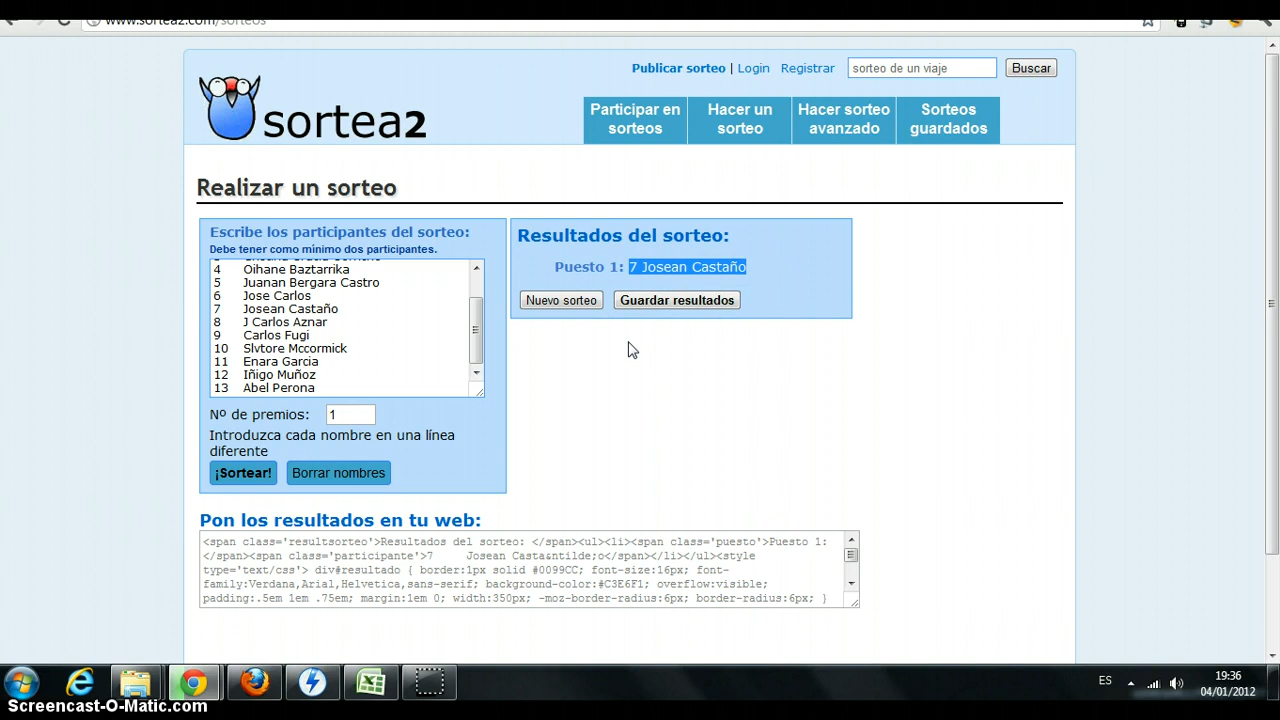 www.sortea2.com/sorteos
Publicar sorteo | Login Registrar sorteo de un viaje Buscar
sortea2
Participar en sorteos
Hacer un sorteo
Hacer sorteo avanzado
Sorteos guardados
Realizar un sorteo
Escribe los participantes del sorteo:
Debe tener como mínimo dos participantes.
4 Oihane Baztarrika
5 Juanan Bergara Castro
6 Jose Carlos
7 Josean Castaño
8 J Carlos Aznar
9 Carlos Fugi
10 Slvtore Mccormick
11 Enara Garcia
12 Iñigo Muñoz
13 Abel Perona
Nº de premios: 1
Introduzca cada nombre en una línea
diferente
¡Sortear! Borrar nombres
Resultados del sorteo:
Puesto 1: 7 Josean Castaño
Nuevo sorteo Guardar resultados
Pon los resultados en tu web:
<span class='resultsorteo'>Resultados del sorteo: </span><ul><li><span class='puesto'>Puesto 1:
</span><span class='participante'>7 Josean Casta&ntilde;o</span></li></ul><style
type='text/css'> div#resultado { border:1px solid #0099CC; font-size:16px; font-
family:Verdana,Arial,Helvetica,sans-serif; background-color:#C3E6F1; overflow:visible;
padding:.5em 1em .75em; margin:1em 0; width:350px; -moz-border-radius:6px; border-radius:6px; }
ES
19:36
04/01/2012
Screencast-O-Matic.com